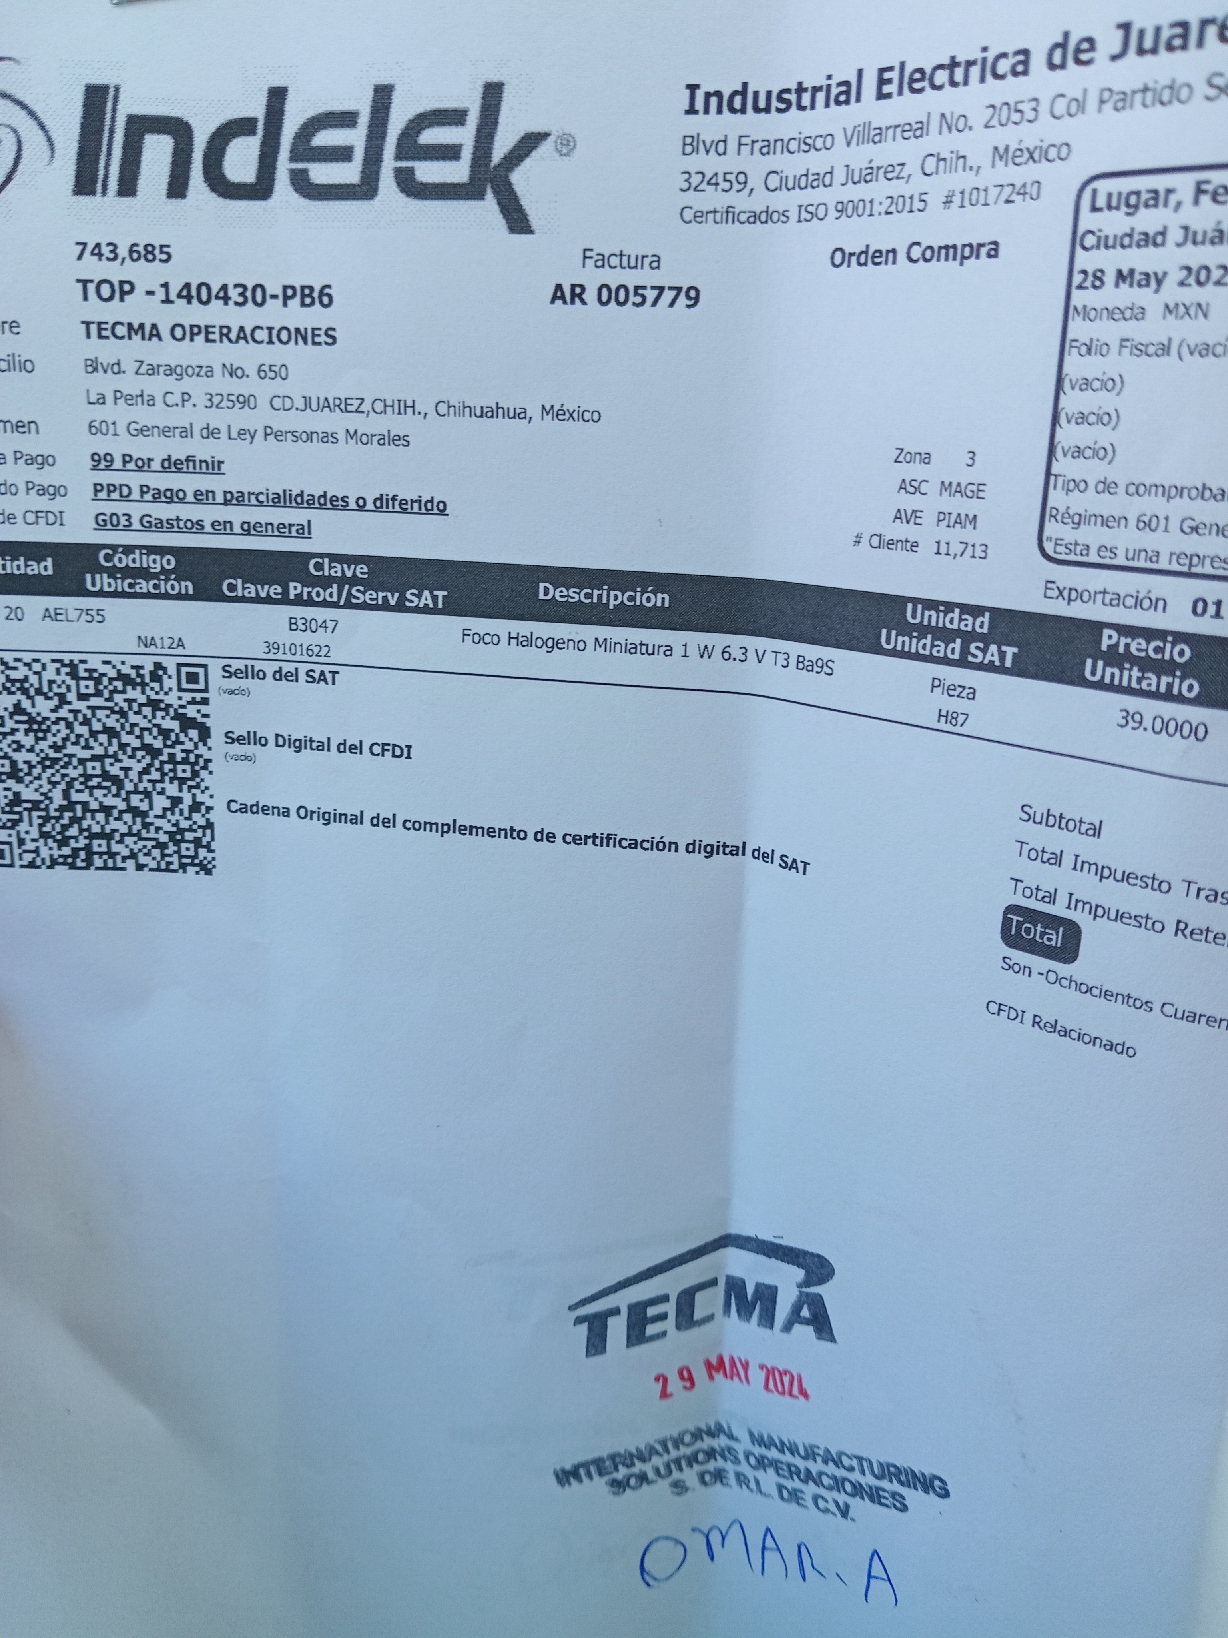 Indelek®
Industrial Electrica de Juaré
Blvd Francisco Villarreal No. 2053 Col Partido Se
32459, Ciudad Juárez, Chih., México
Certificados ISO 9001:2015 #1017240
743,685
Factura
Orden Compra
TOP -140430-PB6
AR 005779
Lugar, Fe
Ciudad Juá
28 May 202
Moneda MXN
Folio Fiscal (vací
(vacío)
(vacío)
(vacío)
Tipo de comproba
Régimen 601 Gene
"Esta es una repres
re TECMA OPERACIONES
cilio Blvd. Zaragoza No. 650
La Perla C.P. 32590 CD.JUAREZ,CHIH., Chihuahua, México
men 601 General de Ley Personas Morales
a Pago 99 Por definir
do Pago PPD Pago en parcialidades o diferido
de CFDI G03 Gastos en general
Zona 3
ASC MAGE
AVE PIAM
# Cliente 11,713
Exportación 01
tidad Código Clave Descripción Unidad Precio
Ubicación Clave Prod/Serv SAT Unidad SAT Unitario
20 AEL755 B3047 Foco Halogeno Miniatura 1 W 6.3 V T3 Ba9S Pieza 39.0000
NA12A 39101622 H87
Sello del SAT
(vacío)
Sello Digital del CFDI
(vacío)
Cadena Original del complemento de certificación digital del SAT
Subtotal
Total Impuesto Tras
Total Impuesto Rete
Total
Son -Ochocientos Cuaren
CFDI Relacionado
TECMA
29 MAY 2024
INTERNATIONAL MANUFACTURING
SOLUTIONS OPERACIONES
S. DE R.L. DE C.V.
OMAR. A